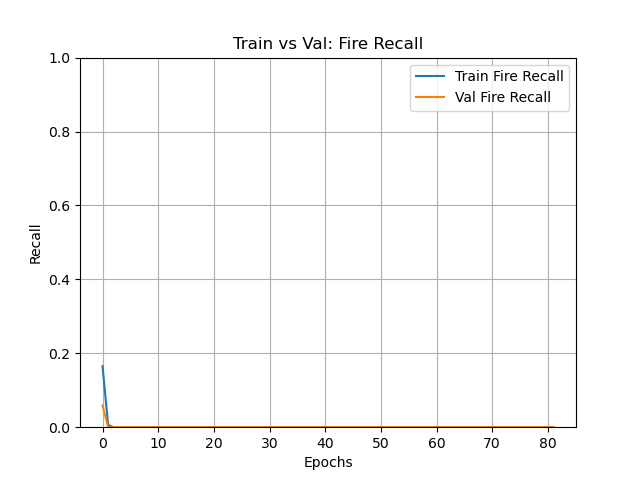 Train vs Val: Fire Recall
Train Fire Recall
Val Fire Recall
Recall
1.0
0.8
0.6
0.4
0.2
0.0
0 10 20 30 40 50 60 70 80
Epochs